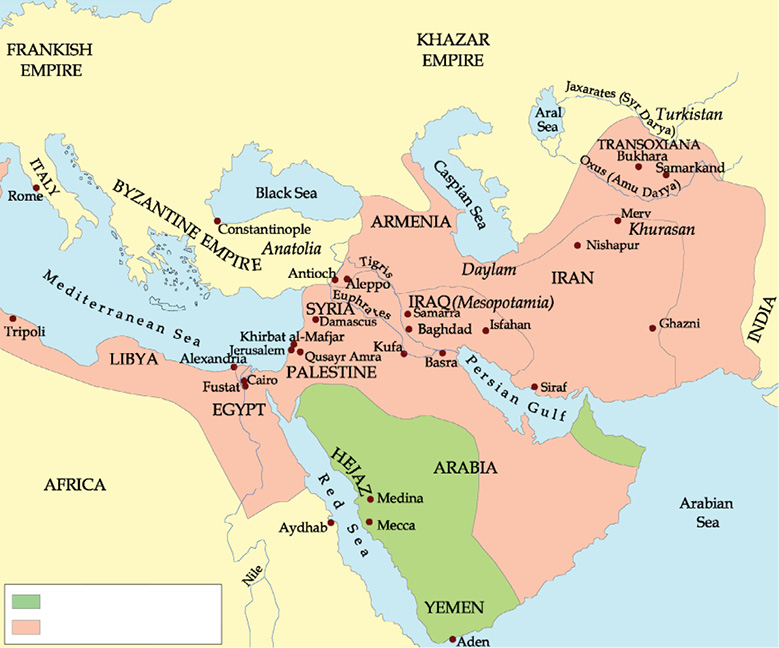 FRANKISH
EMPIRE
KHAZAR
EMPIRE
Jaxarates (Syr Darya)
Turkistan
Aral
Sea
TRANSOXIANA
Bukhara
Samarkand
Oxus (Amu Darya)
ITALY
Rome
BYZANTINE EMPIRE
Black Sea
Constantinople
Anatolia
Caspian Sea
ARMENIA
Merv
Khurasan
Nishapur
Daylam
IRAN
Antioch
Tigris
Aleppo
Euphrates
Mediterranean Sea
SYRIA
IRAQ (Mesopotamia)
Samarra
Damascus
Baghdad
Isfahan
Ghazni
INDIA
Tripoli
LIBYA
Khirbat al-Mafjar
Jerusalem
Qusayr Amra
Kufa
Basra
Alexandria
PALESTINE
Fustat
Cairo
EGYPT
Persian Gulf
Siraf
HEJAZ
ARABIA
AFRICA
Red Sea
Medina
Mecca
Aydhab
Arabian
Sea
Nile
YEMEN
Aden